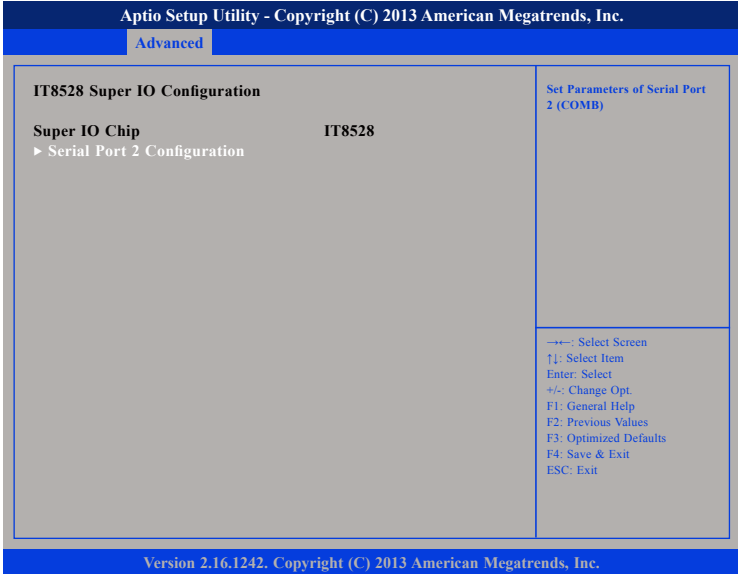 Aptio Setup Utility - Copyright (C) 2013 American Megatrends, Inc.
Advanced
IT8528 Super IO Configuration
Super IO Chip IT8528
► Serial Port 2 Configuration
Set Parameters of Serial Port
2 (COMB)
→←: Select Screen
↑↓: Select Item
Enter: Select
+/-: Change Opt.
F1: General Help
F2: Previous Values
F3: Optimized Defaults
F4: Save & Exit
ESC: Exit
Version 2.16.1242. Copyright (C) 2013 American Megatrends, Inc.